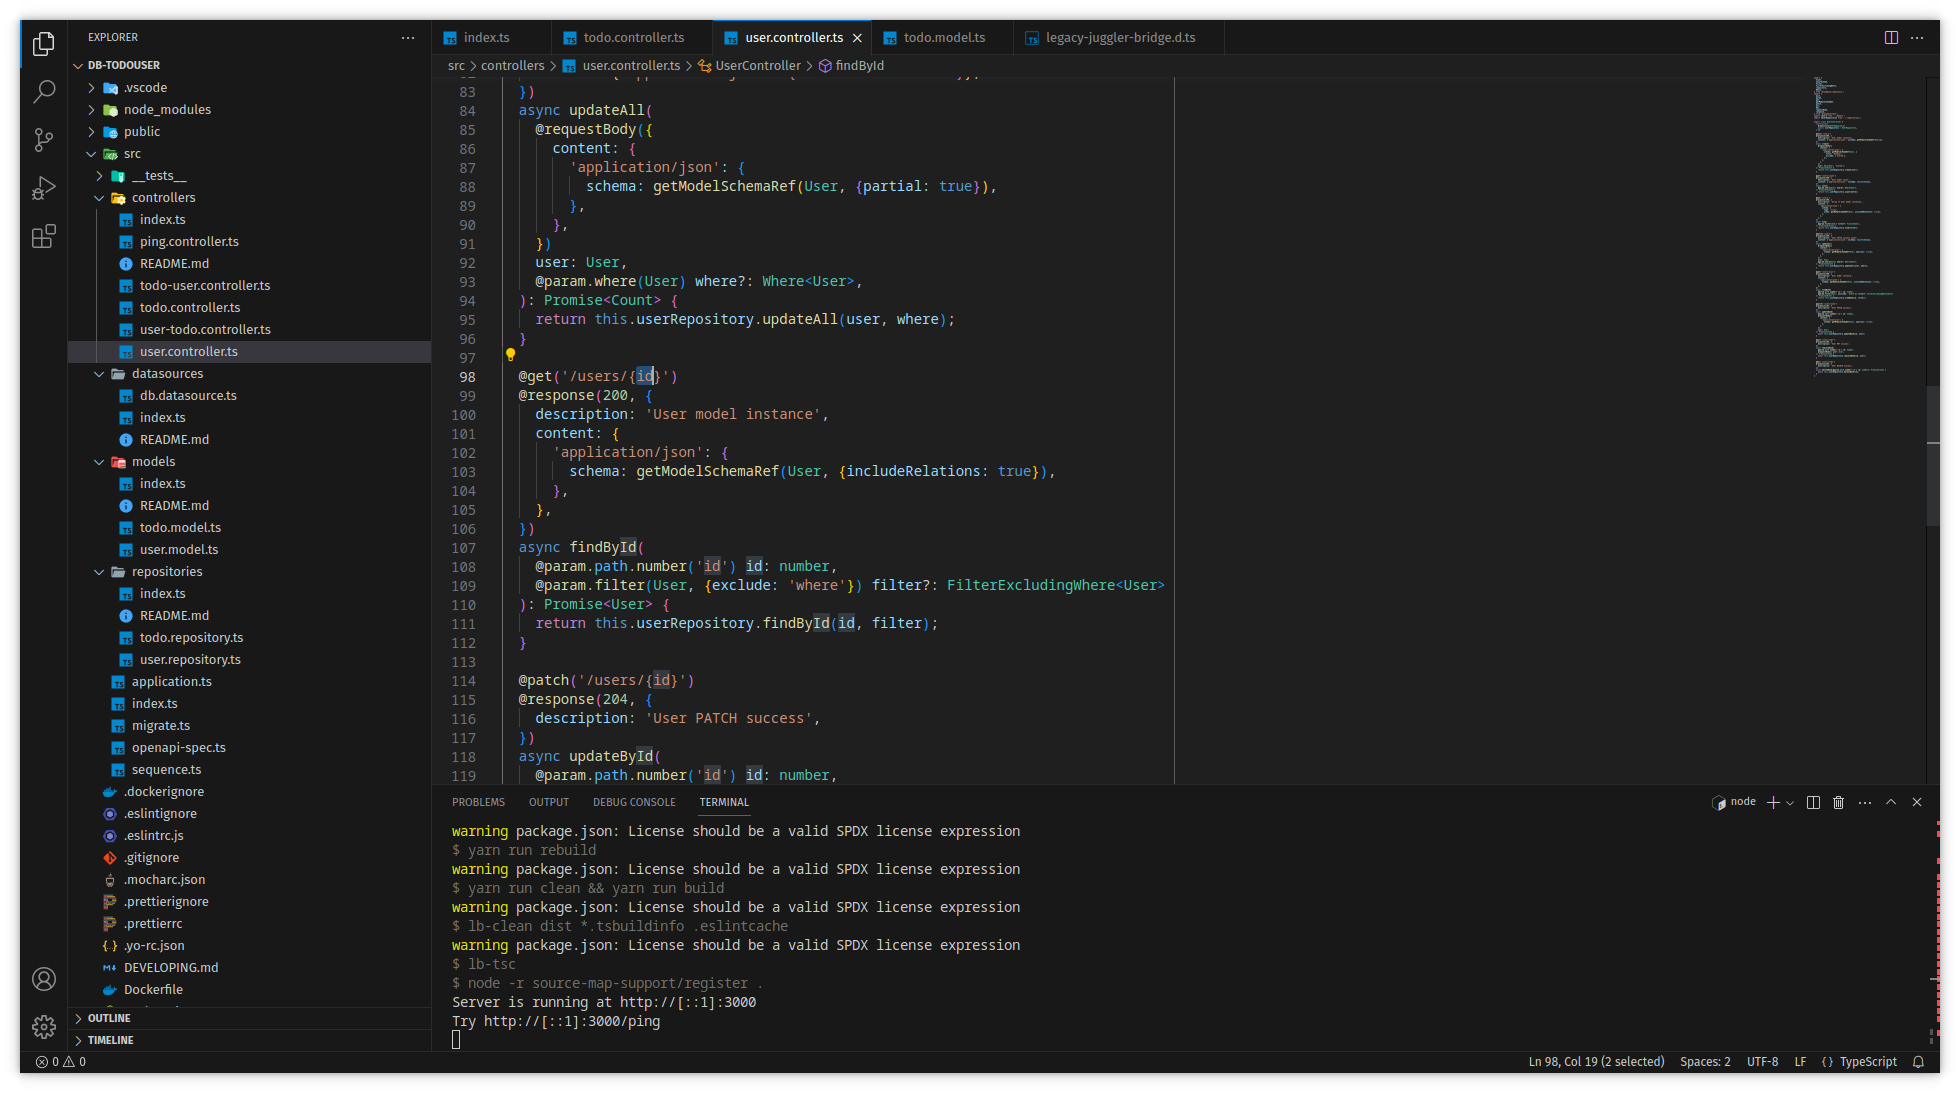 EXPLORER
DB-TODOUSER
.vscode
node_modules
public
src
__tests__
controllers
index.ts
ping.controller.ts
README.md
todo-user.controller.ts
todo.controller.ts
user-todo.controller.ts
user.controller.ts
datasources
db.datasource.ts
index.ts
README.md
models
index.ts
README.md
todo.model.ts
user.model.ts
repositories
index.ts
README.md
todo.repository.ts
user.repository.ts
application.ts
index.ts
migrate.ts
openapi-spec.ts
sequence.ts
.dockerignore
.eslintignore
.eslintrc.js
.gitignore
.mocharc.json
.prettierignore
.prettierrc
.yo-rc.json
DEVELOPING.md
Dockerfile
OUTLINE
TIMELINE
index.ts todo.controller.ts user.controller.ts todo.model.ts legacy-juggler-bridge.d.ts
src > controllers > user.controller.ts > UserController > findById
83 })
84 async updateAll(
85 @requestBody({
86 content: {
87 'application/json': {
88 schema: getModelSchemaRef(User, {partial: true}),
89 },
90 },
91 })
92 user: User,
93 @param.where(User) where?: Where<User>,
94 ): Promise<Count> {
95 return this.userRepository.updateAll(user, where);
96 }
97
98 @get('/users/{id}')
99 @response(200, {
100 description: 'User model instance',
101 content: {
102 'application/json': {
103 schema: getModelSchemaRef(User, {includeRelations: true}),
104 },
105 },
106 })
107 async findById(
108 @param.path.number('id') id: number,
109 @param.filter(User, {exclude: 'where'}) filter?: FilterExcludingWhere<User>
110 ): Promise<User> {
111 return this.userRepository.findById(id, filter);
112 }
113
114 @patch('/users/{id}')
115 @response(204, {
116 description: 'User PATCH success',
117 })
118 async updateById(
119 @param.path.number('id') id: number,
PROBLEMS OUTPUT DEBUG CONSOLE TERMINAL node
warning package.json: License should be a valid SPDX license expression
$ yarn run rebuild
warning package.json: License should be a valid SPDX license expression
$ yarn run clean && yarn run build
warning package.json: License should be a valid SPDX license expression
$ lb-clean dist *.tsbuildinfo .eslintcache
warning package.json: License should be a valid SPDX license expression
$ lb-tsc
$ node -r source-map-support/register .
Server is running at http://[::1]:3000
Try http://[::1]:3000/ping
0 0 Ln 98, Col 19 (2 selected) Spaces: 2 UTF-8 LF {} TypeScript